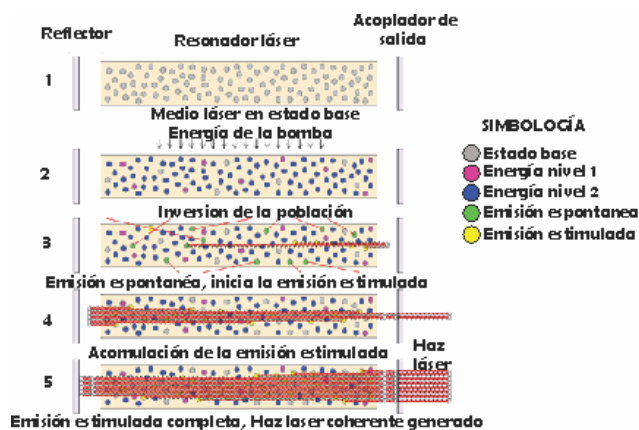 Reflector
Resonador láser
Acoplador de
salida
1
Medio láser en estado base
Energía de la bomba
2
Inversion de la población
3
Emisión espontanéa, inicia la emisión estimulada
4
Acomulación de la emisión estimulada
Haz
láser
5
Emisión estimulada completa, Haz laser coherente generado
SIMBOLOGÍA
Estado base
Energía nivel 1
Energía nivel 2
Emisión espontanea
Emisión estimulada